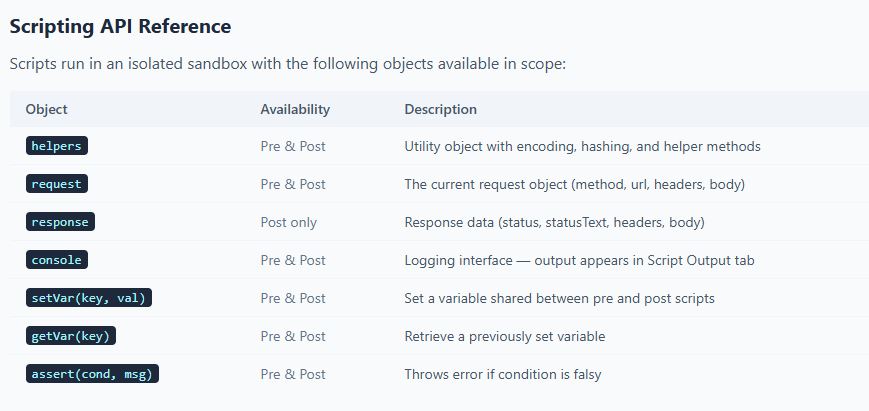 Scripting API Reference
Scripts run in an isolated sandbox with the following objects available in scope:
Object Availability Description
helpers Pre & Post Utility object with encoding, hashing, and helper methods
request Pre & Post The current request object (method, url, headers, body)
response Post only Response data (status, statusText, headers, body)
console Pre & Post Logging interface — output appears in Script Output tab
setVar(key, val) Pre & Post Set a variable shared between pre and post scripts
getVar(key) Pre & Post Retrieve a previously set variable
assert(cond, msg) Pre & Post Throws error if condition is falsy